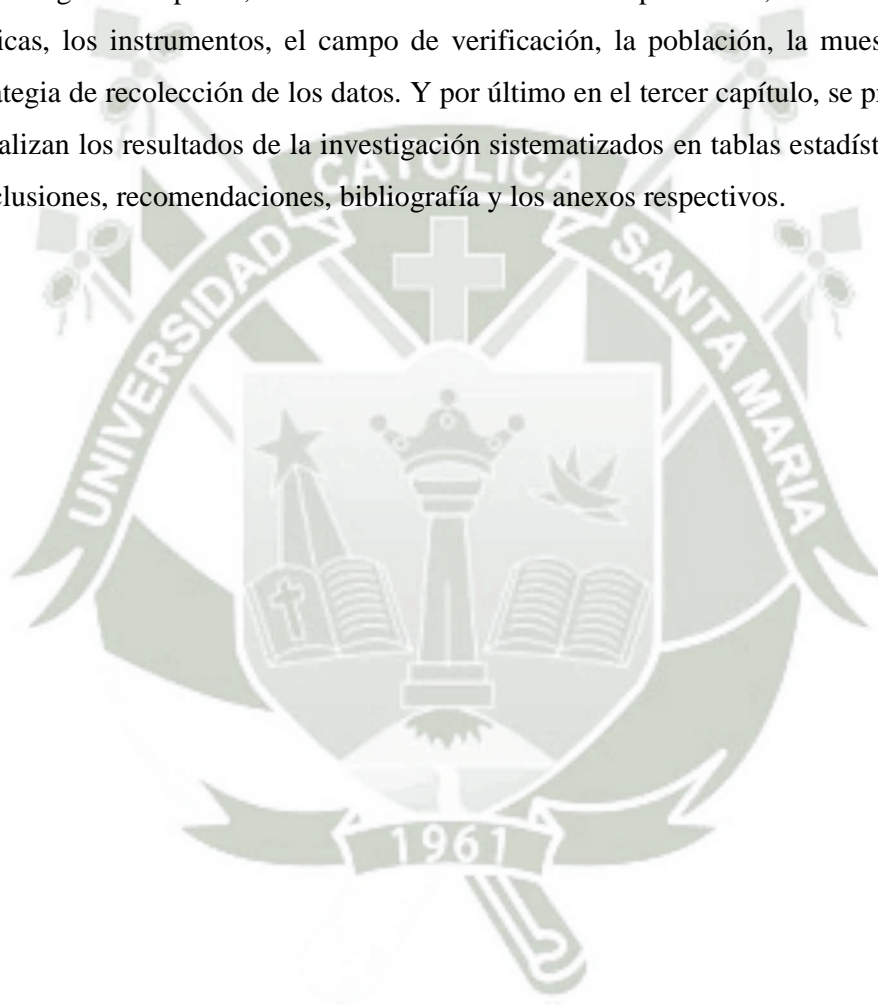 icas, los instrumentos, el campo de verificación, la población, la mues
ategia de recolección de los datos. Y por último en el tercer capítulo, se p
alizan los resultados de la investigación sistematizados en tablas estadíst
clusiones, recomendaciones, bibliografía y los anexos respectivos.
UNIVERSIDAD CATOLICA SANTA MARIA
1961